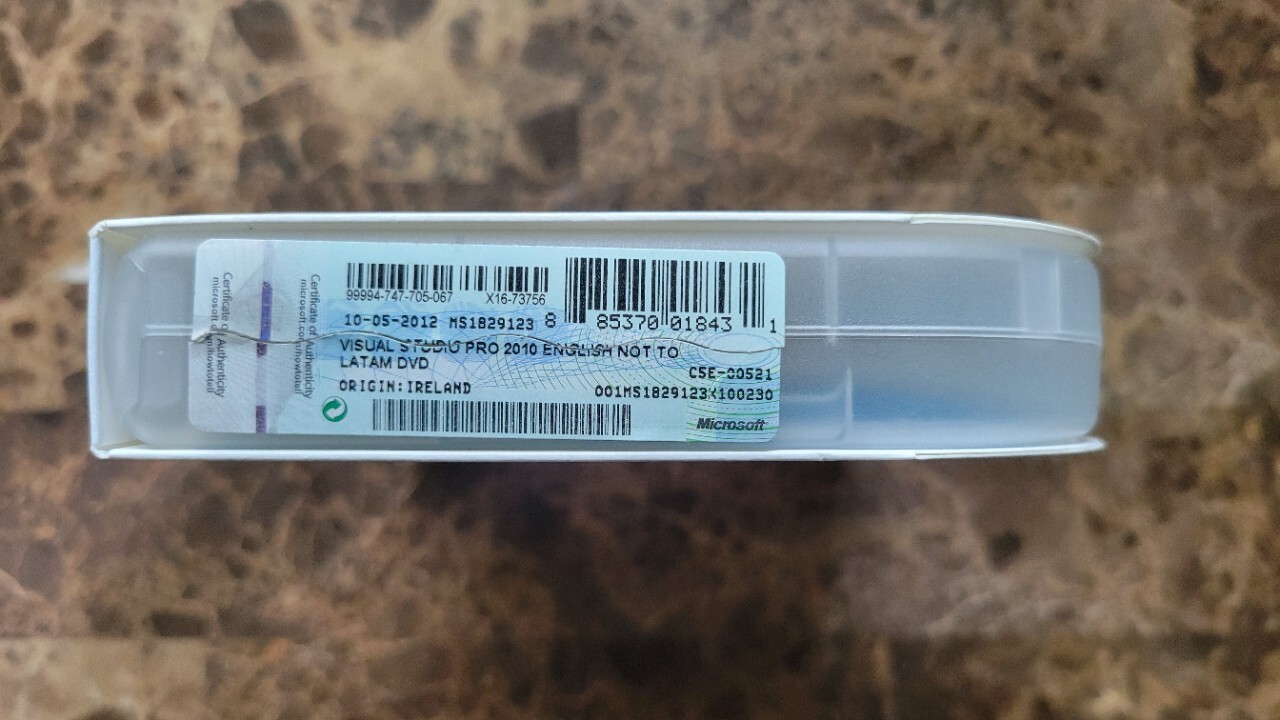 Certificate of Authenticity
microsoft.com/howtotell
Certificate of Authenticity
microsoft.com/howtotell
99994-747-705-067 X16-73756
8 85370 01843 1
10-05-2012 MS1829123
VISUAL STUDIO PRO 2010 ENGLISH NOT TO
LATAM DVD
C5E-00521
ORIGIN:IRELAND
001MS1829123X100230
Microsoft